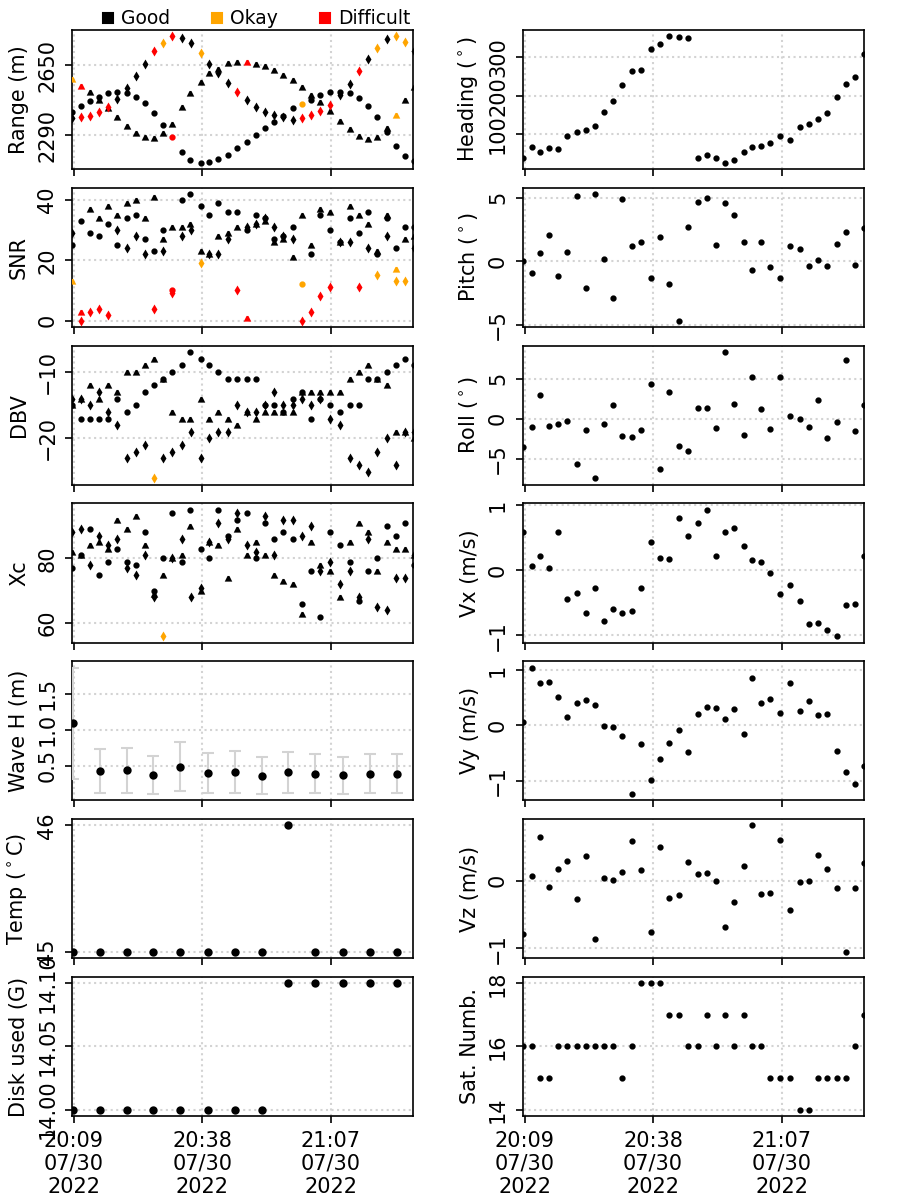 Good Okay Difficult
Range (m)
2650
2290
Heading (°)
300
200
100
SNR
40
20
0
Pitch (°)
5
0
−5
DBV
−10
−20
Roll (°)
5
0
−5
Xc
80
60
Vx (m/s)
1
0
−1
Wave H (m)
1.5
1.0
0.5
Vy (m/s)
1
0
−1
Temp (°C)
46
45
Vz (m/s)
0
−1
Disk used (G)
14.10
14.05
14.00
Sat. Numb.
18
16
14
20:09 20:38 21:07
07/30 07/30 07/30
2022 2022 2022
20:09 20:38 21:07
07/30 07/30 07/30
2022 2022 2022